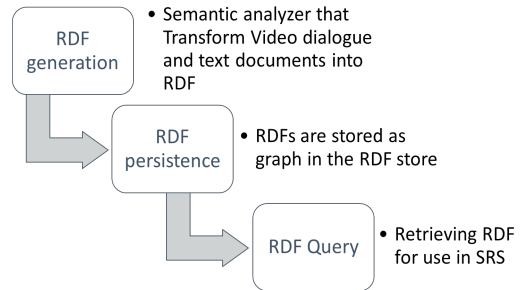 RDF
generation
• Semantic analyzer that
Transform Video dialogue
and text documents into
RDF
RDF
persistence
• RDFs are stored as
graph in the RDF store
RDF Query
• Retrieving RDF
for use in SRS